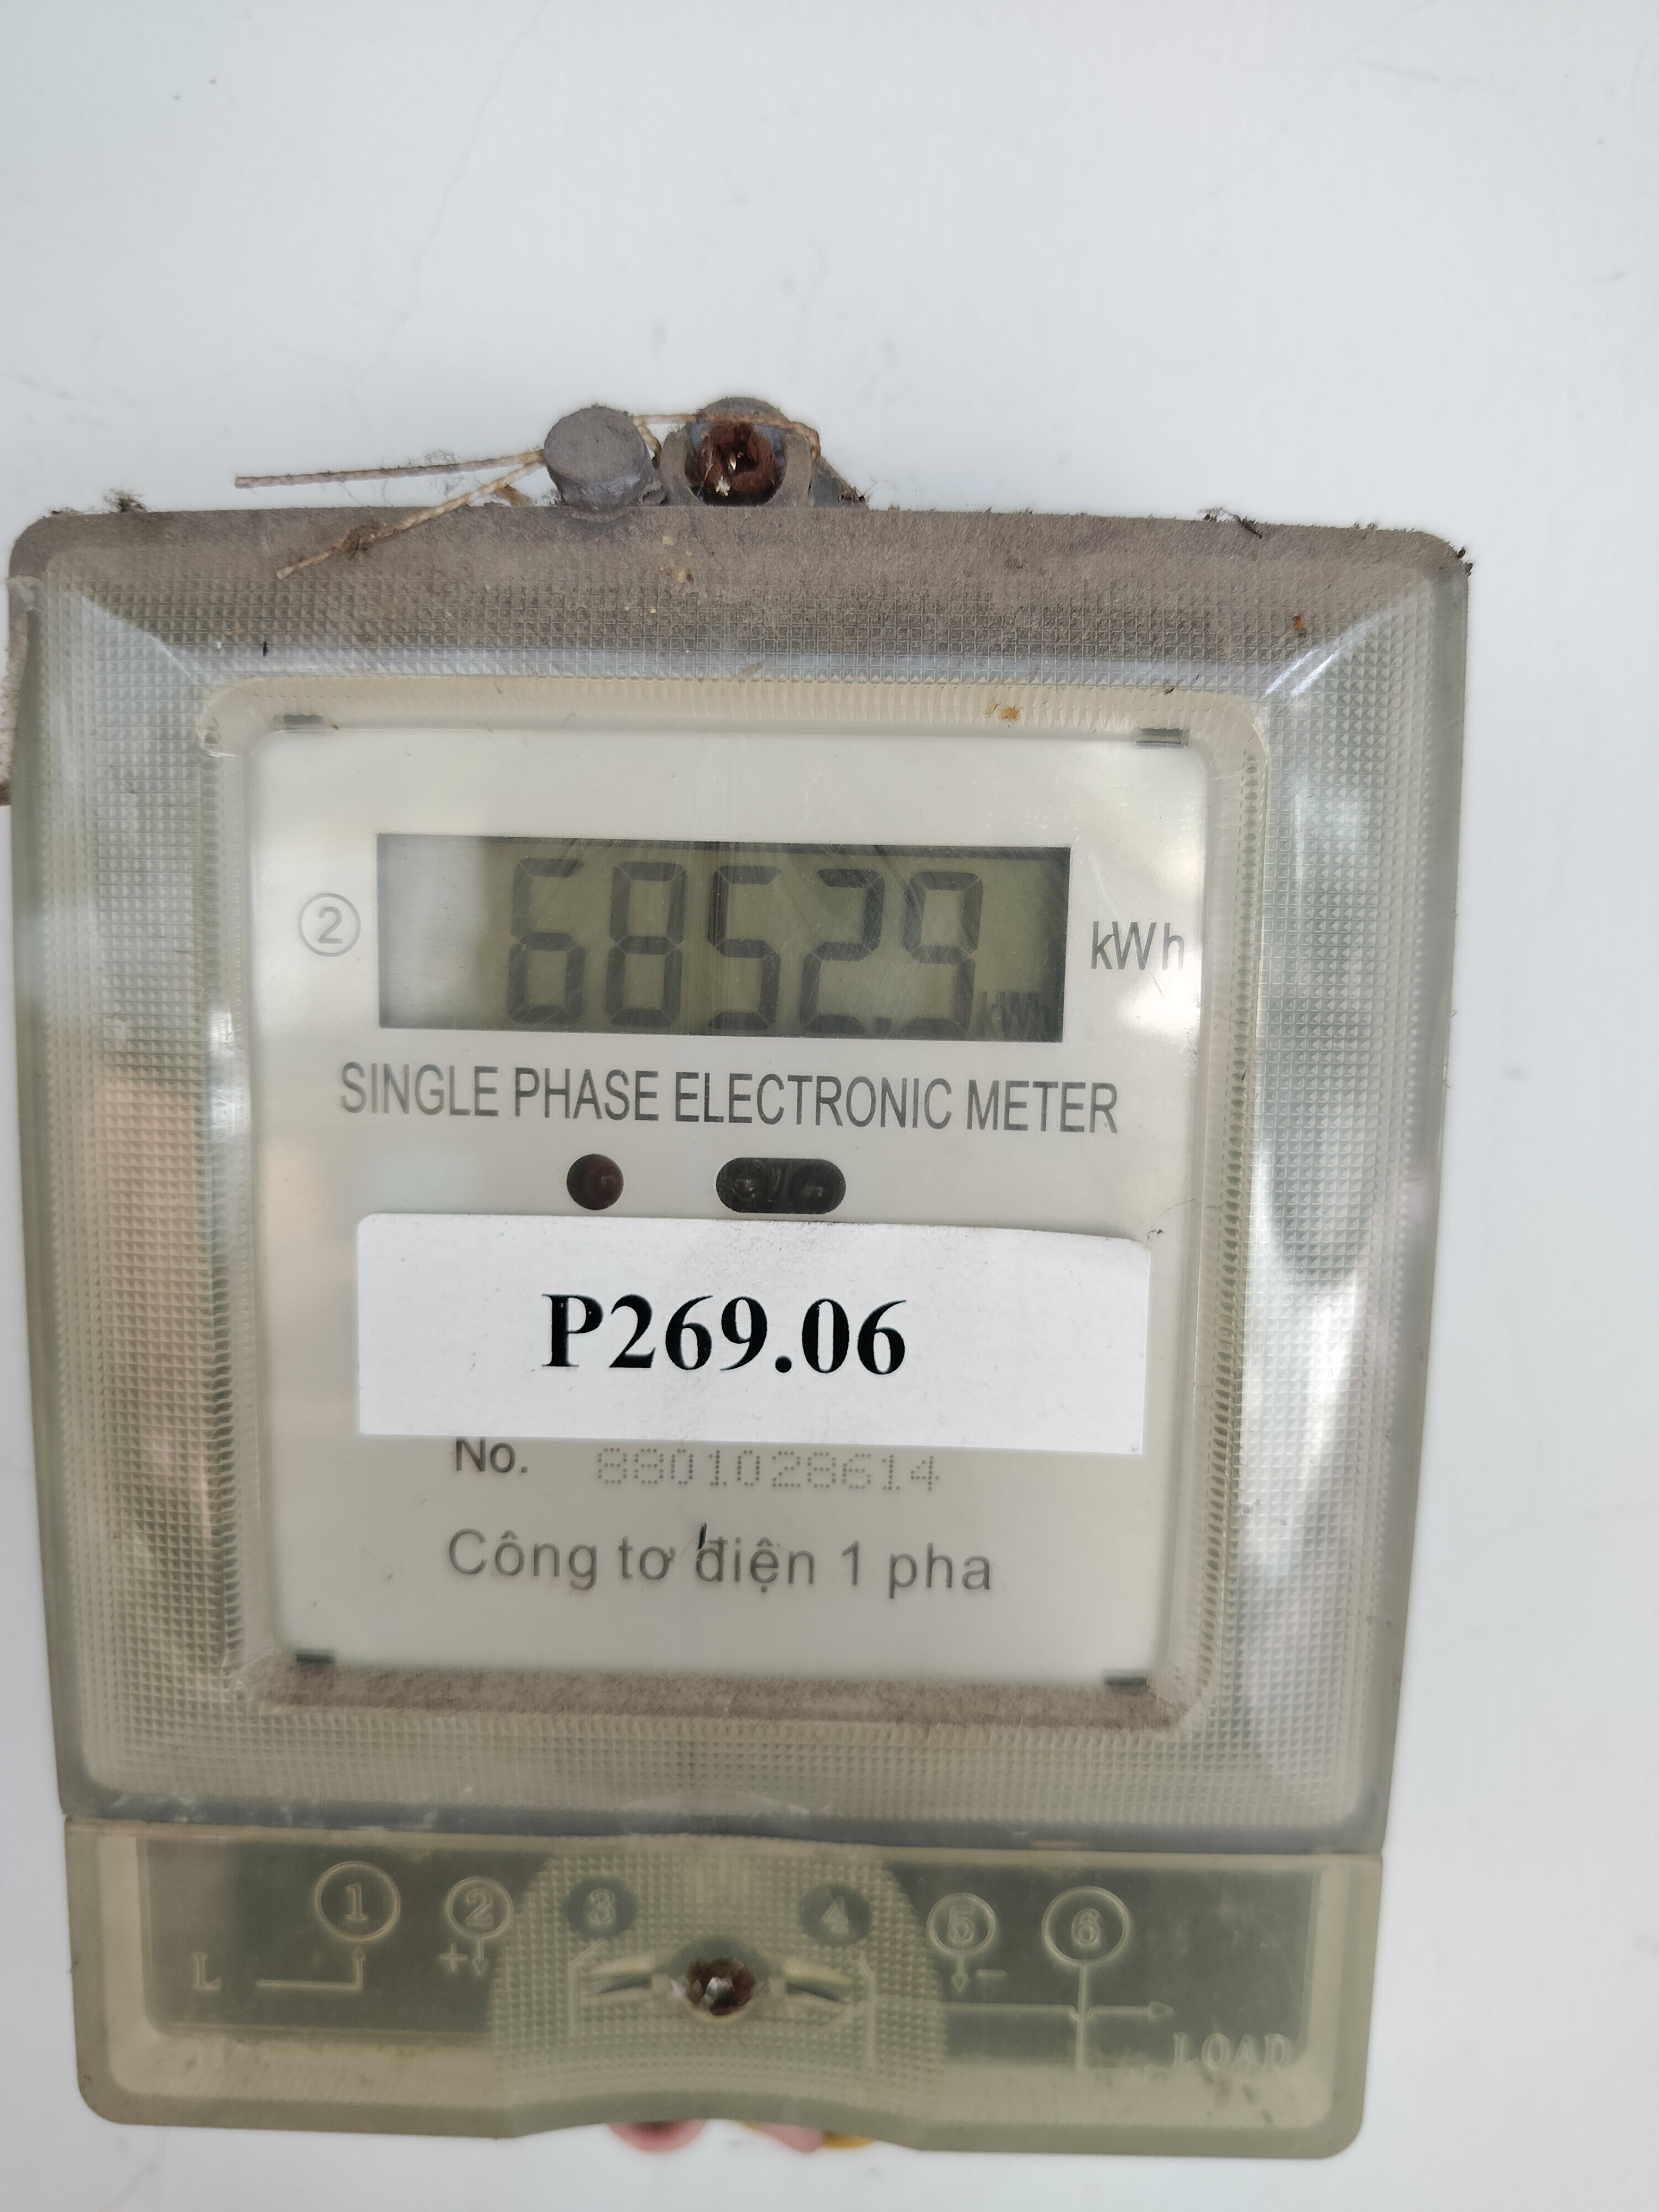 ② 6852.9 kWh kWh
SINGLE PHASE ELECTRONIC METER
P269.06
No. 8801028614
Công tơ điện 1 pha
1 2 3 4 5 6
L + -
LOAD